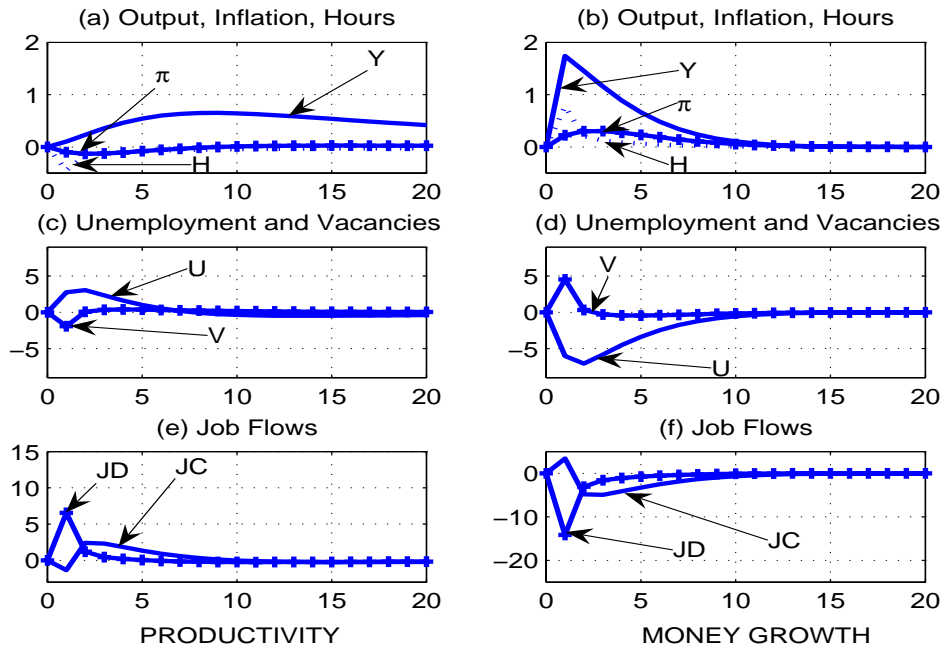 (a) Output, Inflation, Hours
2
1
0
π
Y
H
0 5 10 15 20
(b) Output, Inflation, Hours
2
1
0
Y
π
H
0 5 10 15 20
(c) Unemployment and Vacancies
5
0
−5
U
V
0 5 10 15 20
(d) Unemployment and Vacancies
5
0
−5
V
U
0 5 10 15 20
(e) Job Flows
15
10
5
0
JD
JC
0 5 10 15 20
PRODUCTIVITY
(f) Job Flows
0
−10
−20
JD
JC
0 5 10 15 20
MONEY GROWTH